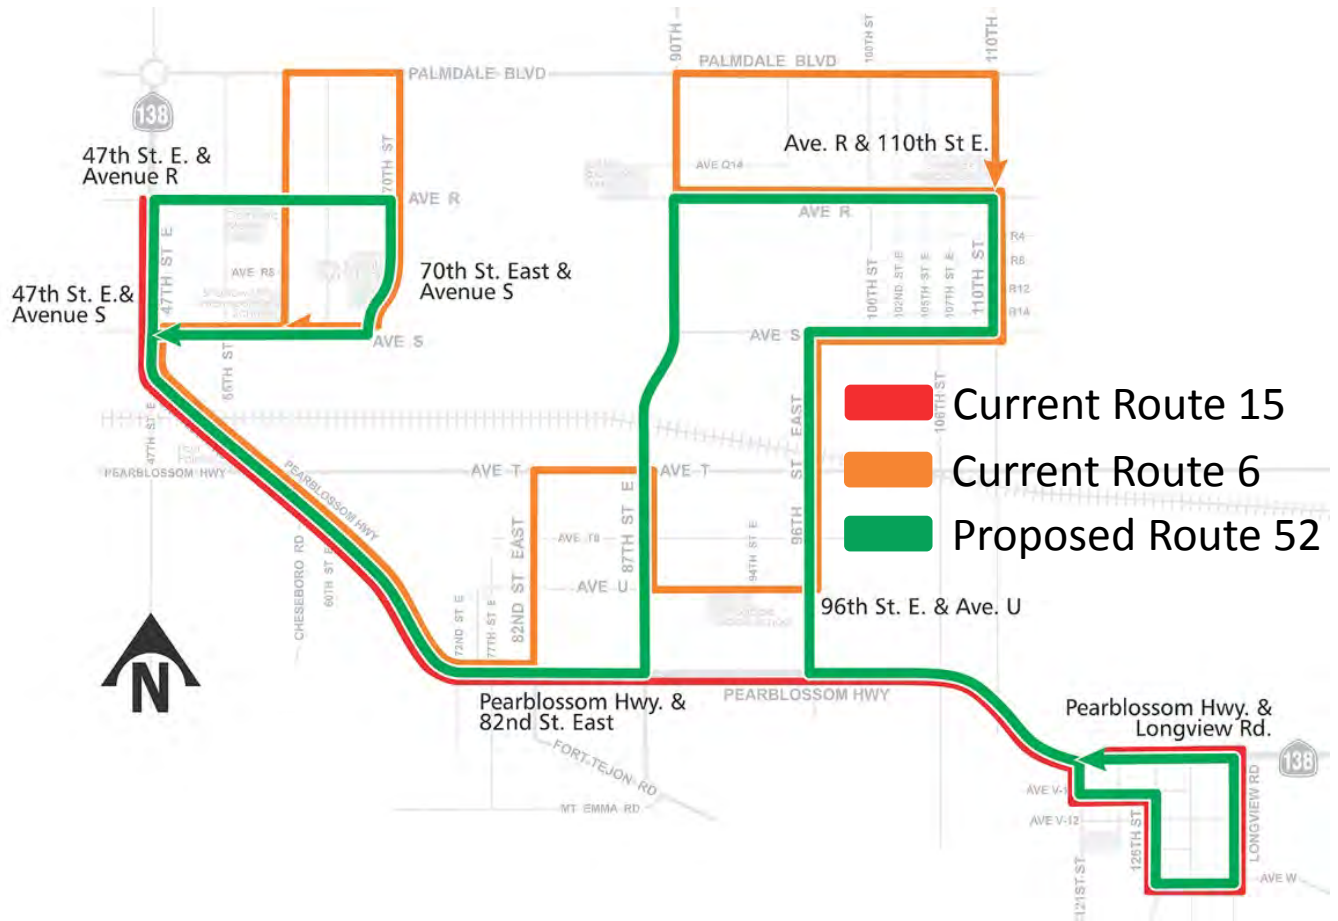 90TH
100TH ST
110TH
PALMDALE BLVD
PALMDALE BLVD
138
47th St. E. &
Avenue R
70TH ST
Ave. R & 110th St E.
AVE Q14
AVE R
AVE R
47TH ST E
AVE R8
70th St. East &
Avenue S
47th St. E.&
Avenue S
R4
R8
R12
R14
102ND ST E
105TH ST E
107TH ST E
110TH ST
AVE S
AVE S
55TH ST
47TH ST E
106TH ST
96TH ST EAST
Current Route 15
Current Route 6
Proposed Route 52
PEARBLOSSOM HWY
PEARBLOSSOM HWY
AVE T
AVE T
CHESEBORO RD
60TH ST E
82ND ST EAST
87TH ST E
AVE T8
94TH ST E
AVE U
72ND ST E
77TH ST E
96th St. E. & Ave. U
N
Pearblossom Hwy. &
82nd St. East
PEARBLOSSOM HWY
Pearblossom Hwy. &
Longview Rd.
138
FORT TEJON RD
MT EMMA RD
AVE V-12
121ST ST
126TH ST
LONGVIEW RD
AVE W